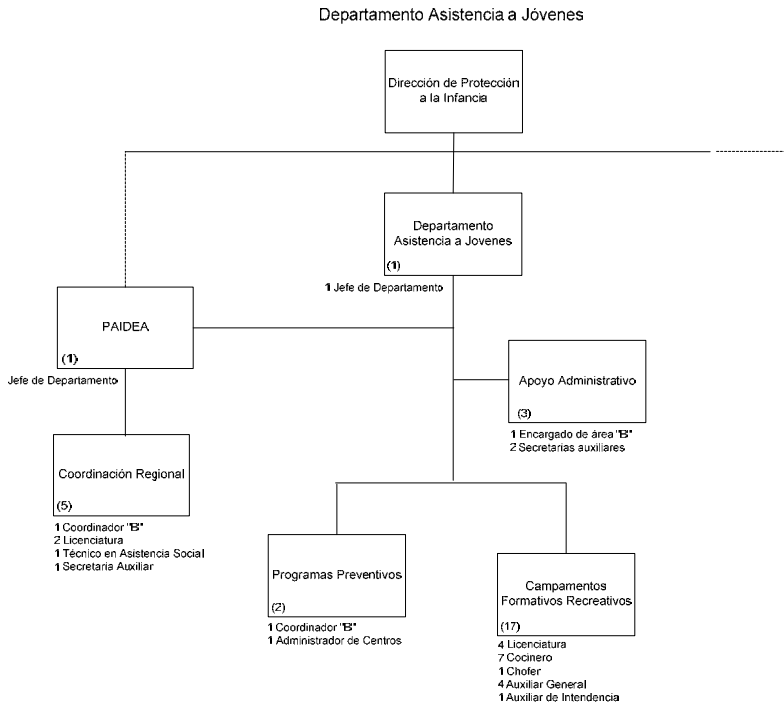 Departamento Asistencia a Jóvenes
Dirección de Protección
a la Infancia
Departamento
Asistencia a Jovenes
(1)
1 Jefe de Departamento
PAIDEA
(1)
Jefe de Departamento
Apoyo Administrativo
(3)
1 Encargado de área "B"
2 Secretarias auxiliares
Coordinación Regional
(5)
1 Coordinador "B"
2 Licenciatura
1 Técnico en Asistencia Social
1 Secretaria Auxiliar
Programas Preventivos
(2)
1 Coordinador "B"
1 Administrador de Centros
Campamentos
Formativos Recreativos
(17)
4 Licenciatura
7 Cocinero
1 Chofer
4 Auxiliar General
1 Auxiliar de Intendencia